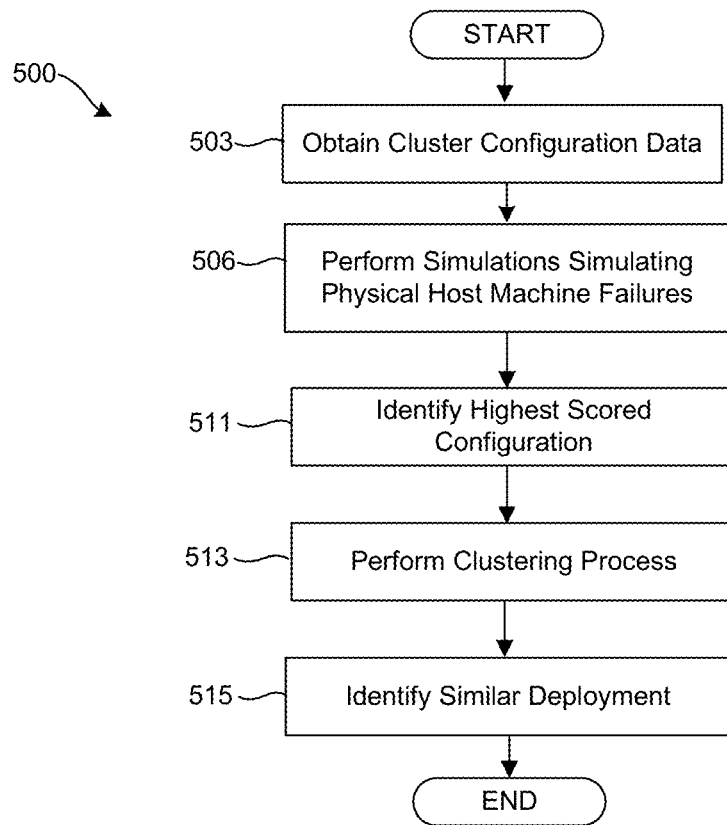 START
500
503
Obtain Cluster Configuration Data
506
Perform Simulations Simulating
Physical Host Machine Failures
511
Identify Highest Scored
Configuration
513
Perform Clustering Process
515
Identify Similar Deployment
END